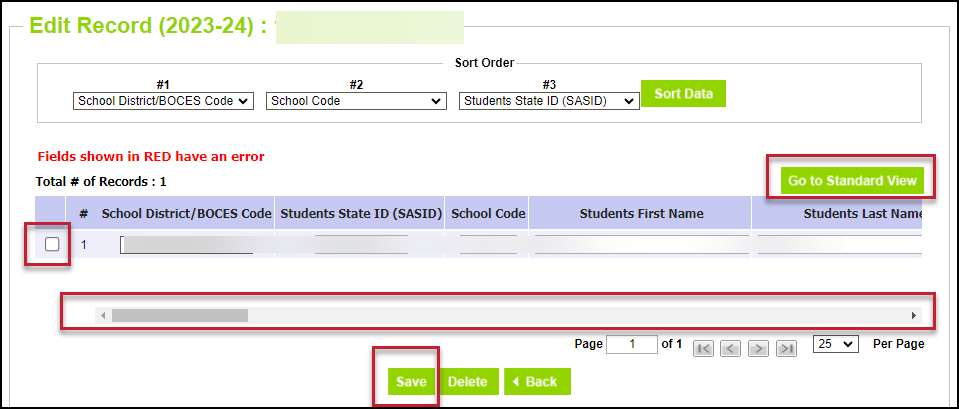 Edit Record (2023-24) :
Sort Order
#1 #2 #3
School District/BOCES Code School Code Students State ID (SASID) Sort Data
Fields shown in RED have an error
Total # of Records : 1
Go to Standard View
# School District/BOCES Code Students State ID (SASID) School Code Students First Name Students Last Name
1
Page 1 of 1 25 Per Page
Save Delete Back